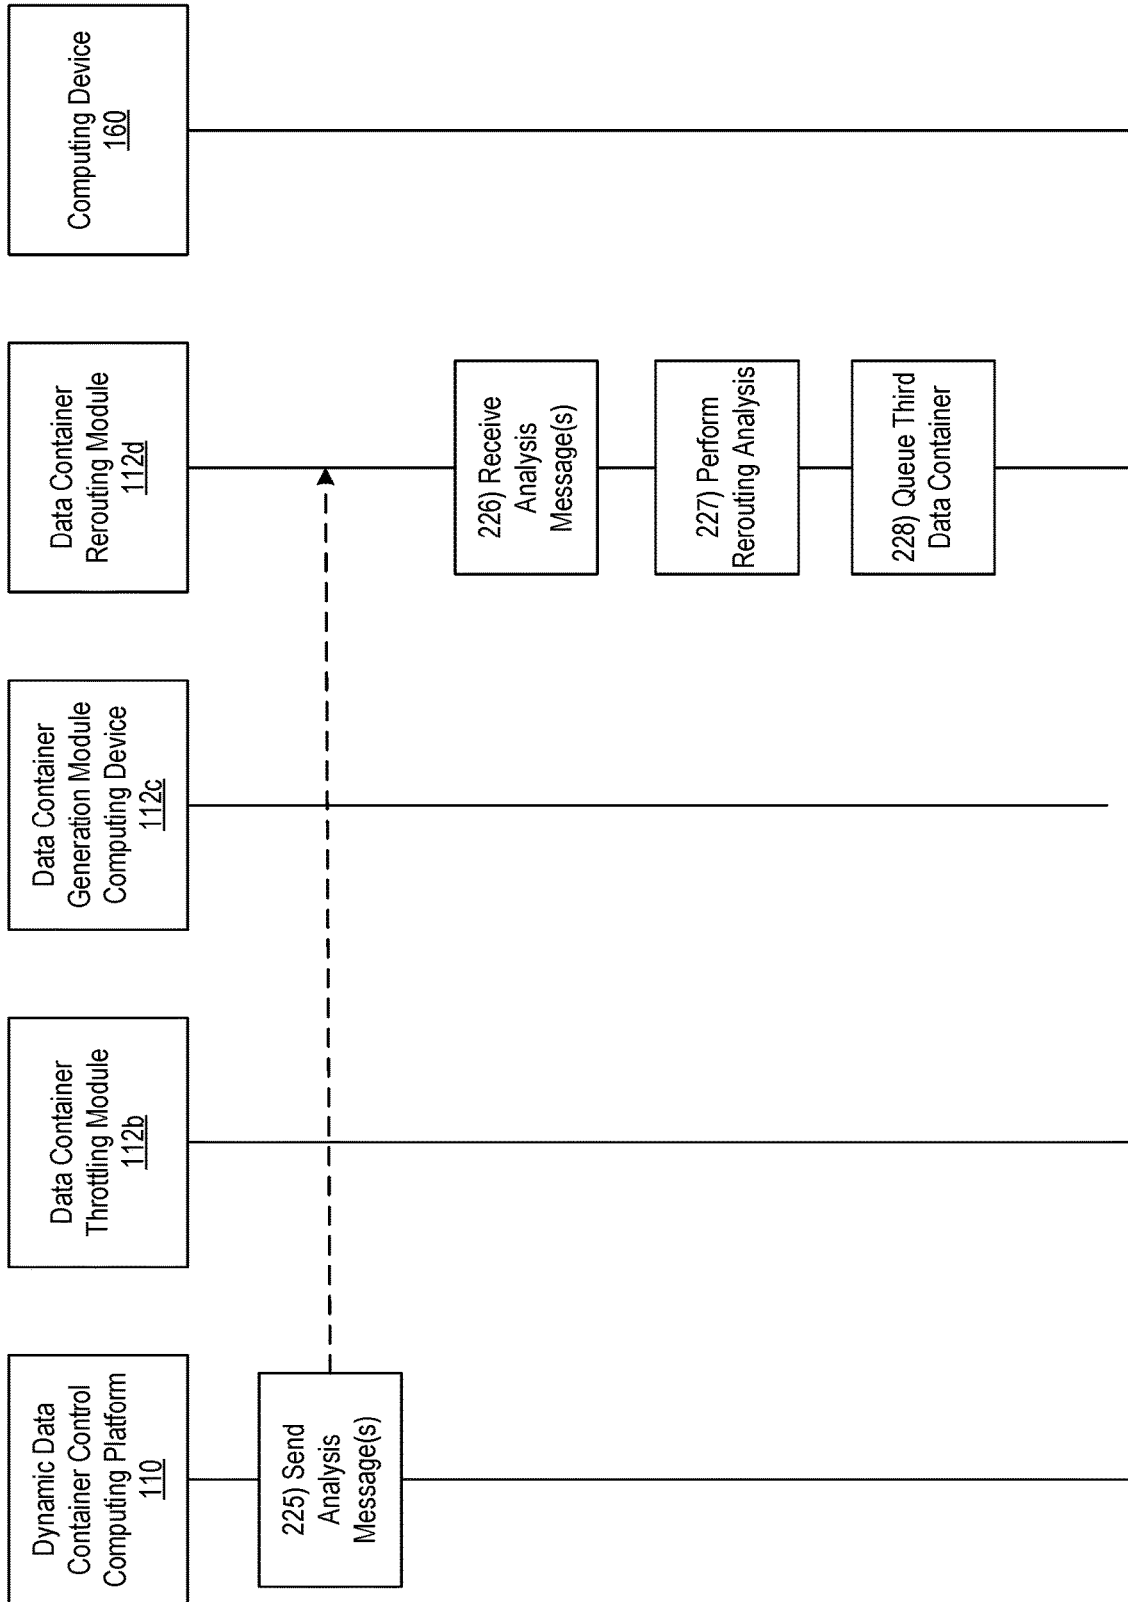 Dynamic Data
Container Control
Computing Platform
110
Data Container
Throttling Module
112b
Data Container
Generation Module
Computing Device
112c
Data Container
Rerouting Module
112d
Computing Device
160
225) Send
Analysis
Message(s)
226) Receive
Analysis
Message(s)
227) Perform
Rerouting Analysis
228) Queue Third
Data Container